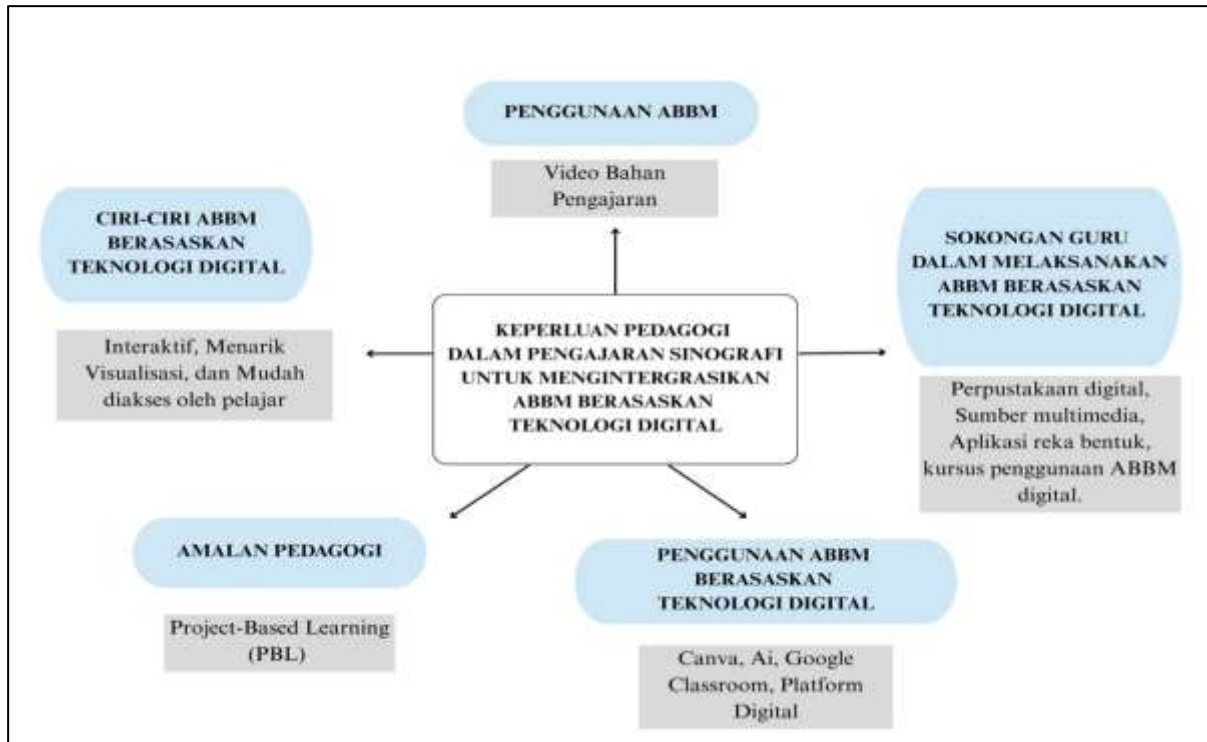 PENGGUNAAN ABBM
Video Bahan
Pengajaran
CIRI-CIRI ABBM
BERASASKAN
TEKNOLOGI DIGITAL
Interaktif, Menarik
Visualisasi, dan Mudah
diakses oleh pelajar
SOKONGAN GURU
DALAM MELAKSANAKAN
ABBM BERASASKAN
TEKNOLOGI DIGITAL
Perpustakaan digital,
Sumber multimedia,
Aplikasi reka bentuk,
kursus penggunaan ABBM
digital.
KEPERLUAN PEDAGOGI
DALAM PENGAJARAN SINOGRAFI
UNTUK MENGINTERGRASIKAN
ABBM BERASASKAN
TEKNOLOGI DIGITAL
AMALAN PEDAGOGI
Project-Based Learning
(PBL)
PENGGUNAAN ABBM
BERASASKAN
TEKNOLOGI DIGITAL
Canva, Ai, Google
Classroom, Platform
Digital